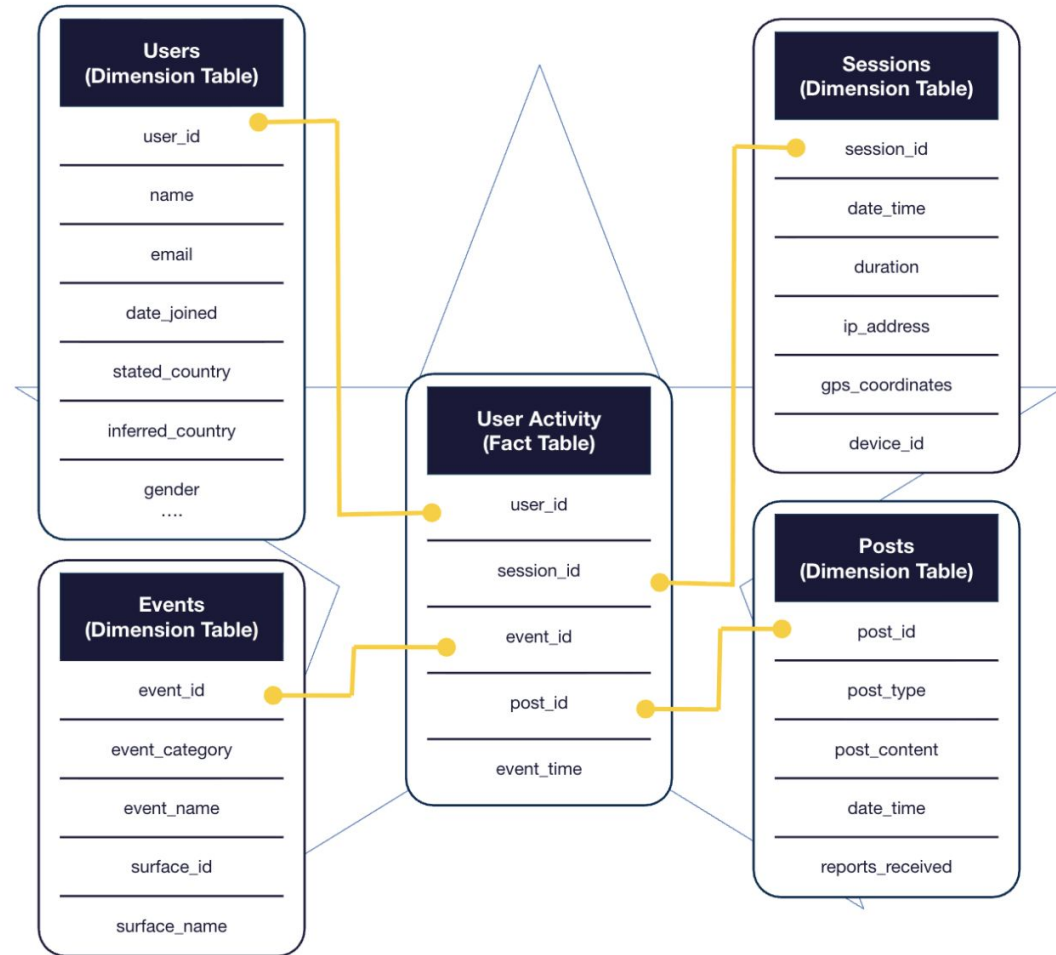 Users
(Dimension Table)
user_id
name
email
date_joined
stated_country
inferred_country
gender
....
Events
(Dimension Table)
event_id
event_category
event_name
surface_id
surface_name
User Activity
(Fact Table)
user_id
session_id
event_id
post_id
event_time
Sessions
(Dimension Table)
session_id
date_time
duration
ip_address
gps_coordinates
device_id
Posts
(Dimension Table)
post_id
post_type
post_content
date_time
reports_received